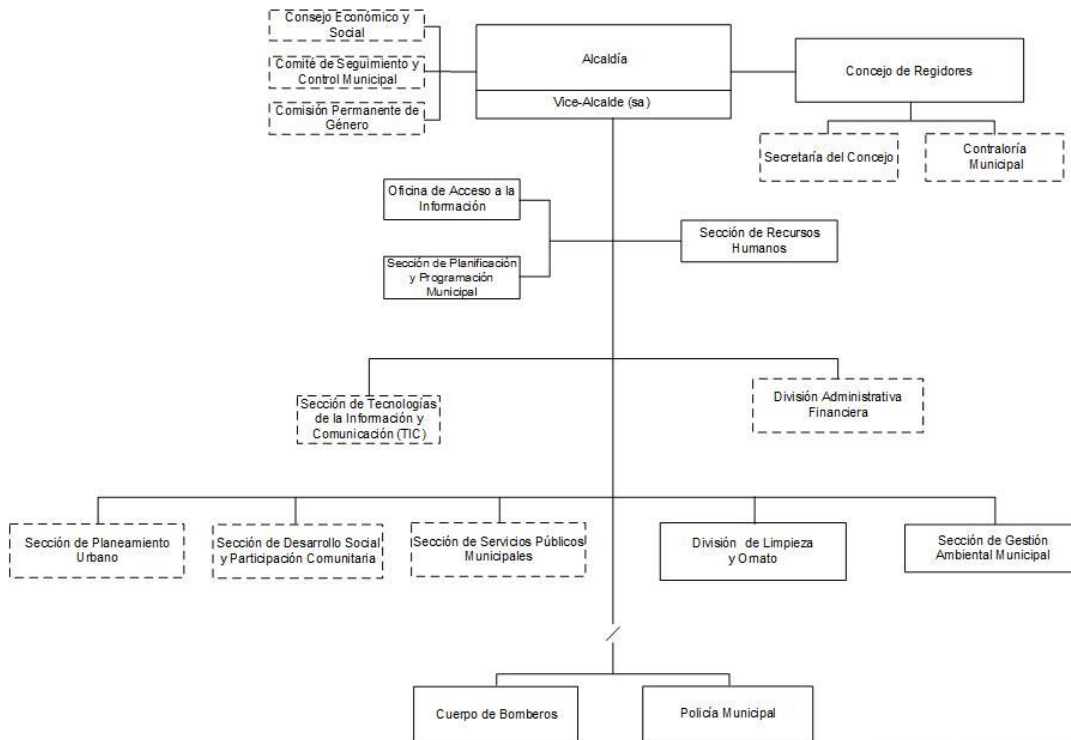 Consejo Económico y
Social
Comité de Seguimiento y
Control Municipal
Comisión Permanente de
Género
Alcaldía
Vice-Alcalde (sa)
Concejo de Regidores
Secretaría del Concejo
Contraloría
Municipal
Oficina de Acceso a la
Información
Sección de Planificación
y Programación
Municipal
Sección de Recursos
Humanos
Sección de Tecnologías
de la Información y
Comunicación (TIC)
División Administrativa
Financiera
Sección de Planeamiento
Urbano
Sección de Desarrollo Social
y Participación Comunitaria
Sección de Servicios Públicos
Municipales
División de Limpieza
y Ornato
Sección de Gestión
Ambiental Municipal
Cuerpo de Bomberos
Policía Municipal